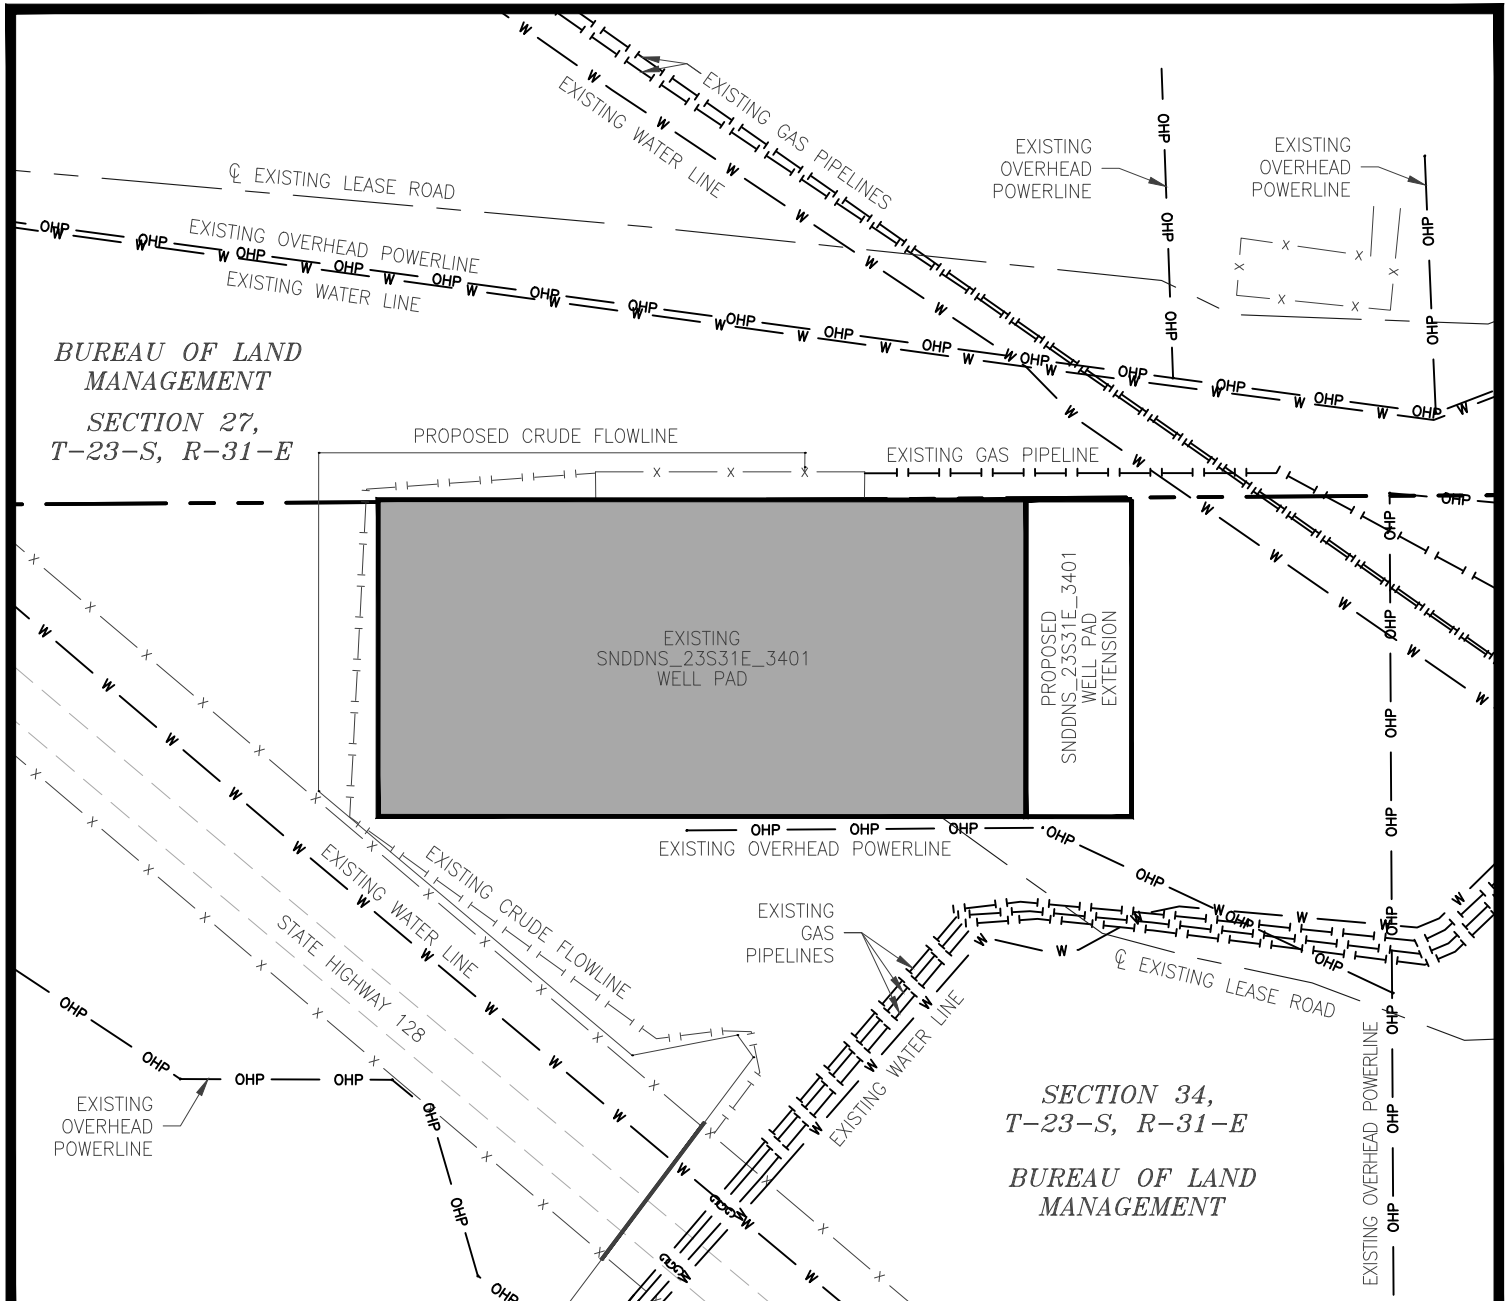 EXISTING GAS PIPELINES
EXISTING WATER LINE
EXISTING
OVERHEAD
POWERLINE
EXISTING
OVERHEAD
POWERLINE
℄ EXISTING LEASE ROAD
EXISTING OVERHEAD POWERLINE
EXISTING WATER LINE
BUREAU OF LAND
MANAGEMENT
SECTION 27,
T-23-S, R-31-E
PROPOSED CRUDE FLOWLINE
EXISTING GAS PIPELINE
EXISTING
SNDDNS_23S31E_3401
WELL PAD
PROPOSED
SNDDNS_23S31E_3401
WELL PAD
EXTENSION
EXISTING OVERHEAD POWERLINE
EXISTING CRUDE FLOWLINE
EXISTING WATER LINE
STATE HIGHWAY 128
EXISTING
GAS
PIPELINES
EXISTING WATER LINE
℄ EXISTING LEASE ROAD
EXISTING
OVERHEAD
POWERLINE
SECTION 34,
T-23-S, R-31-E
BUREAU OF LAND
MANAGEMENT
EXISTING OVERHEAD POWERLINE